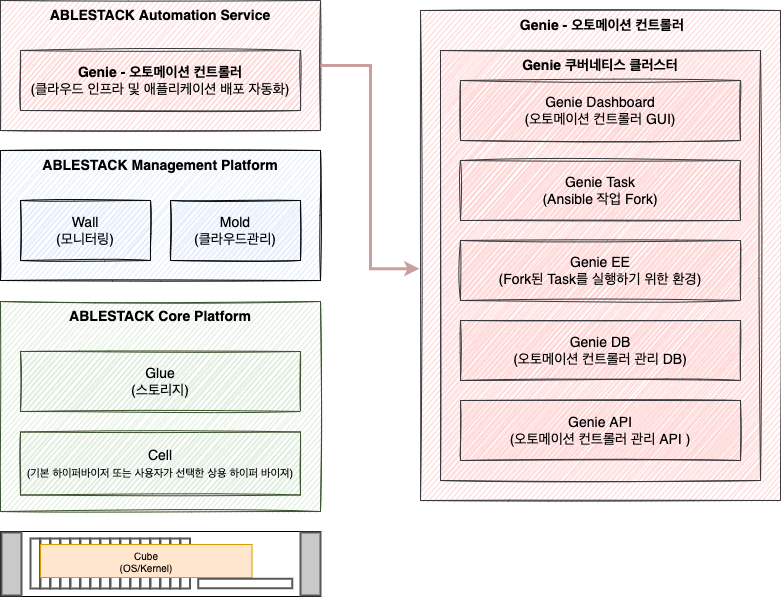 ABLESTACK Automation Service
Genie - 오토메이션 컨트롤러
(클라우드 인프라 및 애플리케이션 배포 자동화)
ABLESTACK Management Platform
Wall
(모니터링)
Mold
(클라우드관리)
ABLESTACK Core Platform
Glue
(스토리지)
Cell
(기본 하이퍼바이저 또는 사용자가 선택한 상용 하이퍼 바이져)
Cube
(OS/Kernel)
Genie - 오토메이션 컨트롤러
Genie 쿠버네티스 클러스터
Genie Dashboard
(오토메이션 컨트롤러 GUI)
Genie Task
(Ansible 작업 Fork)
Genie EE
(Fork된 Task를 실행하기 위한 환경)
Genie DB
(오토메이션 컨트롤러 관리 DB)
Genie API
(오토메이션 컨트롤러 관리 API )